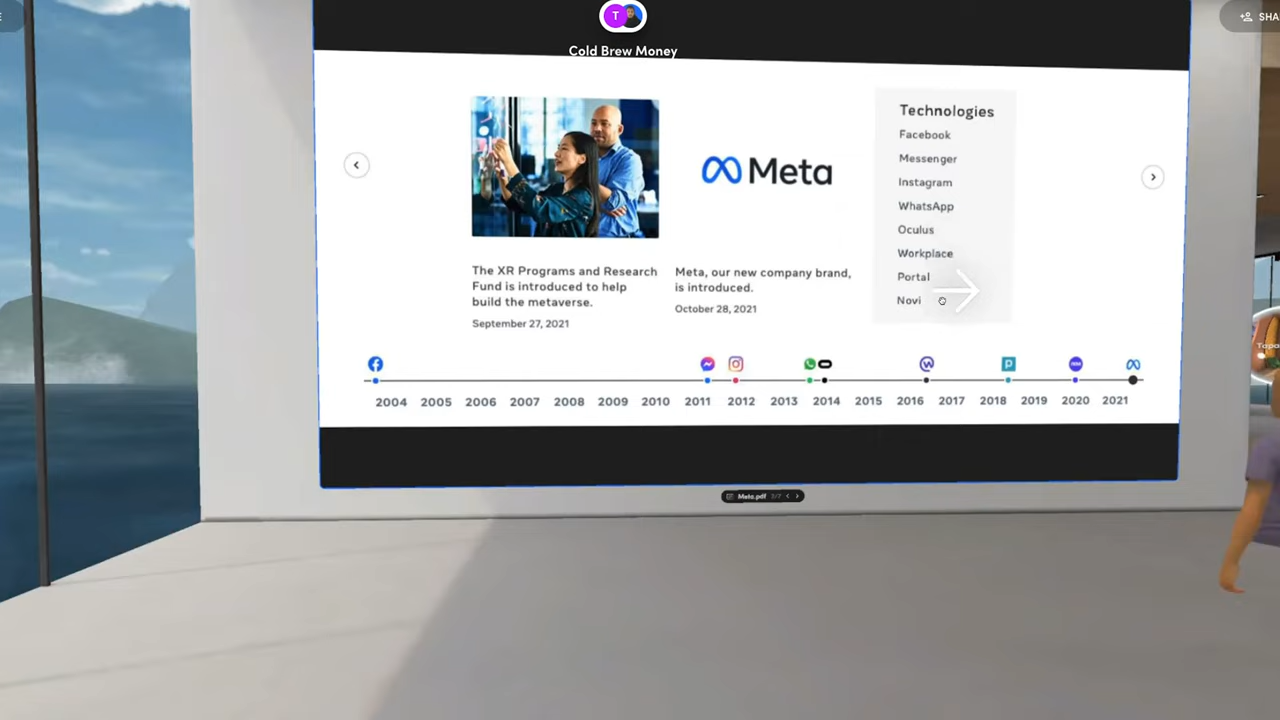 T
Cold Brew Money
Technologies
Facebook
Messenger
Instagram
WhatsApp
Oculus
Workplace
Portal
Novi
Meta
The XR Programs and Research
Fund is introduced to help
build the metaverse.
September 27, 2021
Meta, our new company brand,
is introduced.
October 28, 2021
2004 2005 2006 2007 2008 2009 2010 2011 2012 2013 2014 2015 2016 2017 2018 2019 2020 2021
Meta.pdf